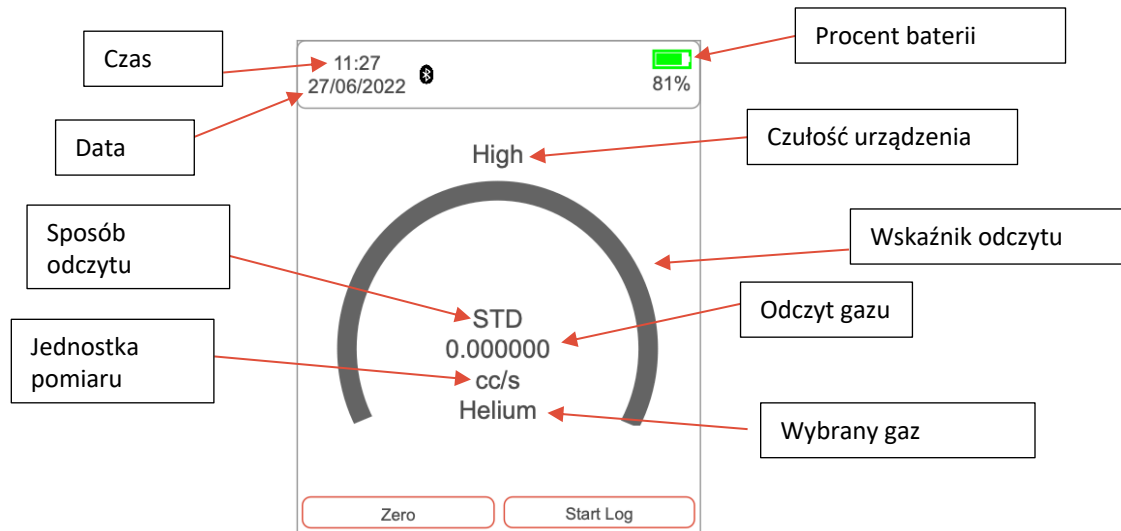 Czas
11:27
27/06/2022
81%
Procent baterii
Data
High
Czułość urządzenia
Sposób
odczytu
Wskaźnik odczytu
STD
0.000000
Odczyt gazu
Jednostka
pomiaru
cc/s
Helium
Wybrany gaz
Zero
Start Log